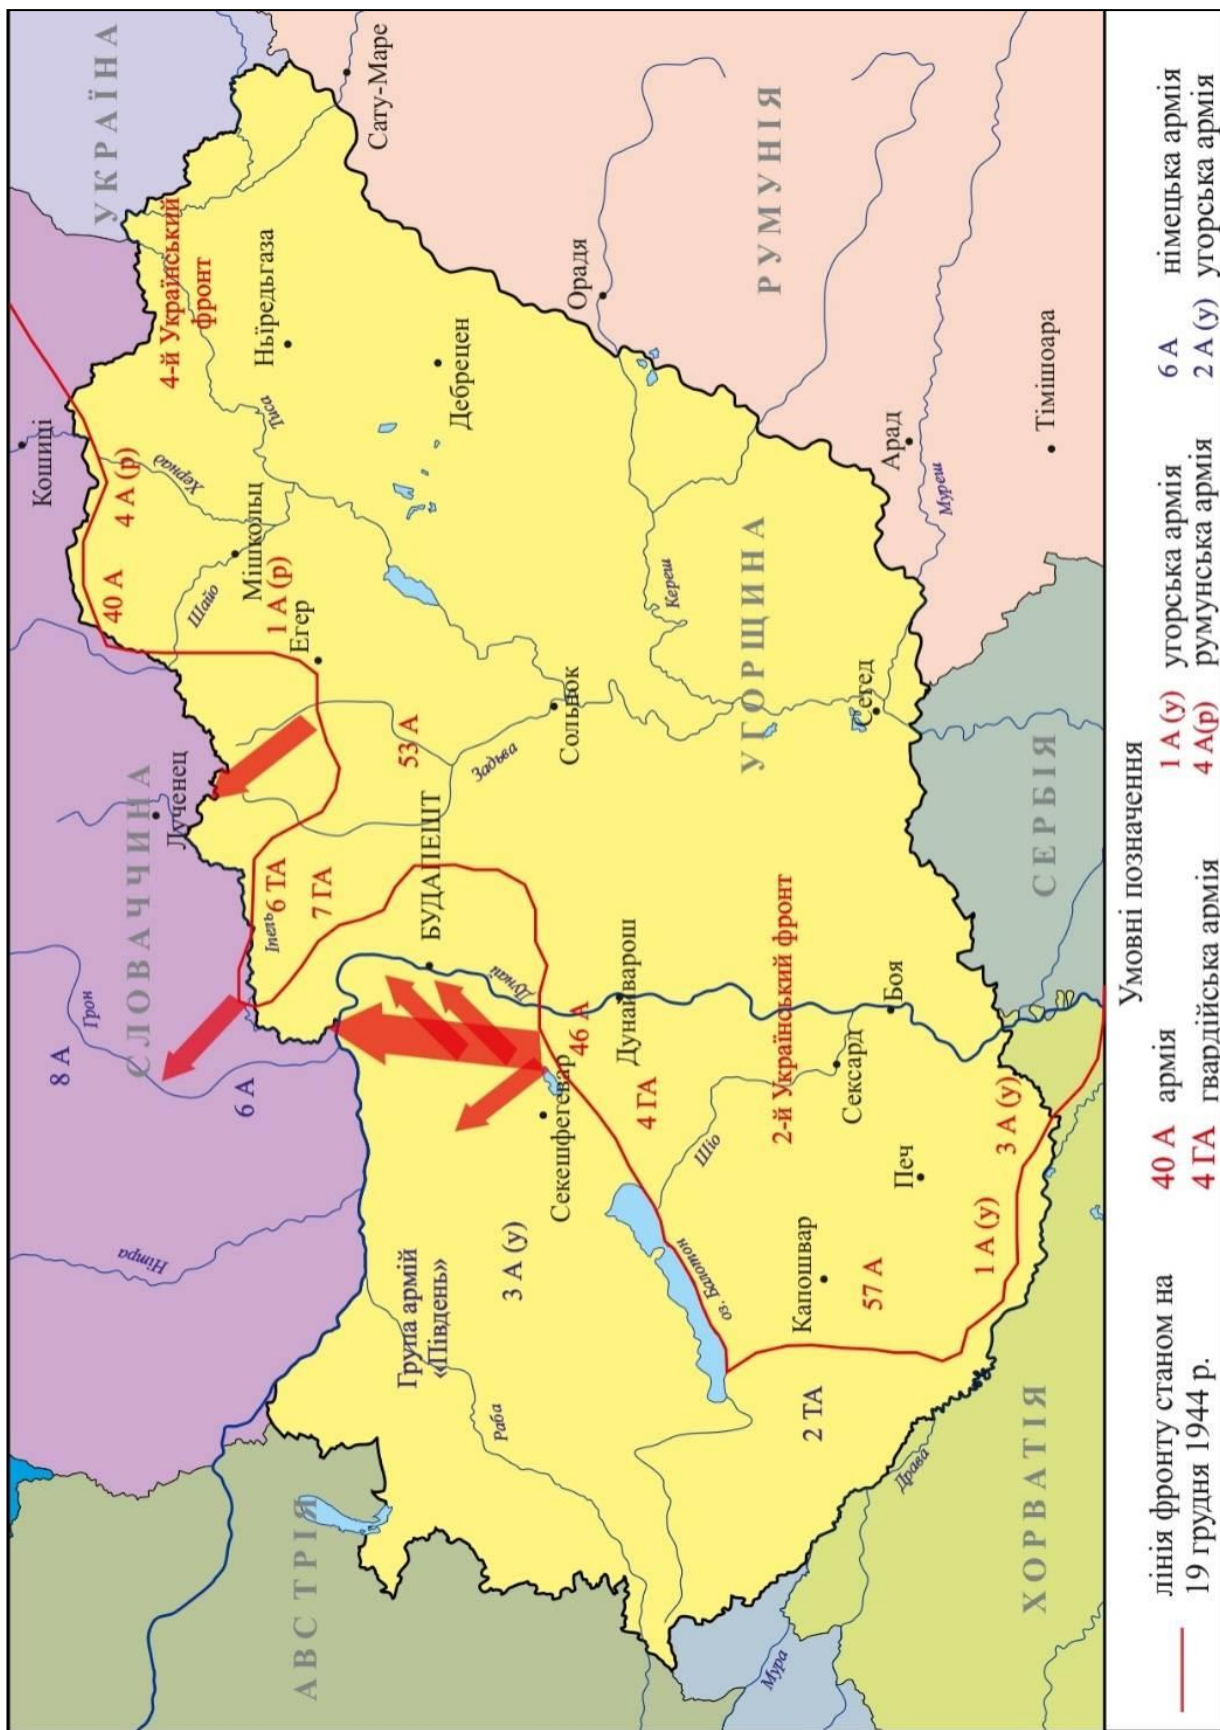 УКРАЇНА
СЛОВАЧЧИНА
АВСТРІЯ
УГОРЩИНА
РУМУНІЯ
СЕРБІЯ
ХОРВАТІЯ
Кошиці
Лученец
Сату-Маре
Орадя
Арад
Тімішоара
4-й Український
фронт
Ньїредьгаза
Дебрецен
Мішкольц
Егер
Сольнок
Сегед
БУДАПЕШТ
Дунайварош
Секешфегевар
Боя
Сексард
Печ
Капошвар
2-й Український фронт
Група армій
«Південь»
8 А
6 А
3 А (у)
2 ТА
40 А
4 А (р)
1 А (р)
53 А
6 ТА
7 ГА
46 А
4 ГА
57 А
1 А (у)
3 А (у)
Тиса
Хернад
Шайо
Задьва
Кереш
Муреш
Іпель
Грон
Нітра
Дунай
Шіо
оз. Балатон
Раба
Драва
Мура
Умовні позначення
лінія фронту станом на
19 грудня 1944 р.
40 А армія
4 ГА гвардійська армія
1 А (у) угорська армія
4 А(р) румунська армія
6 А німецька армія
2 А (у) угорська армія